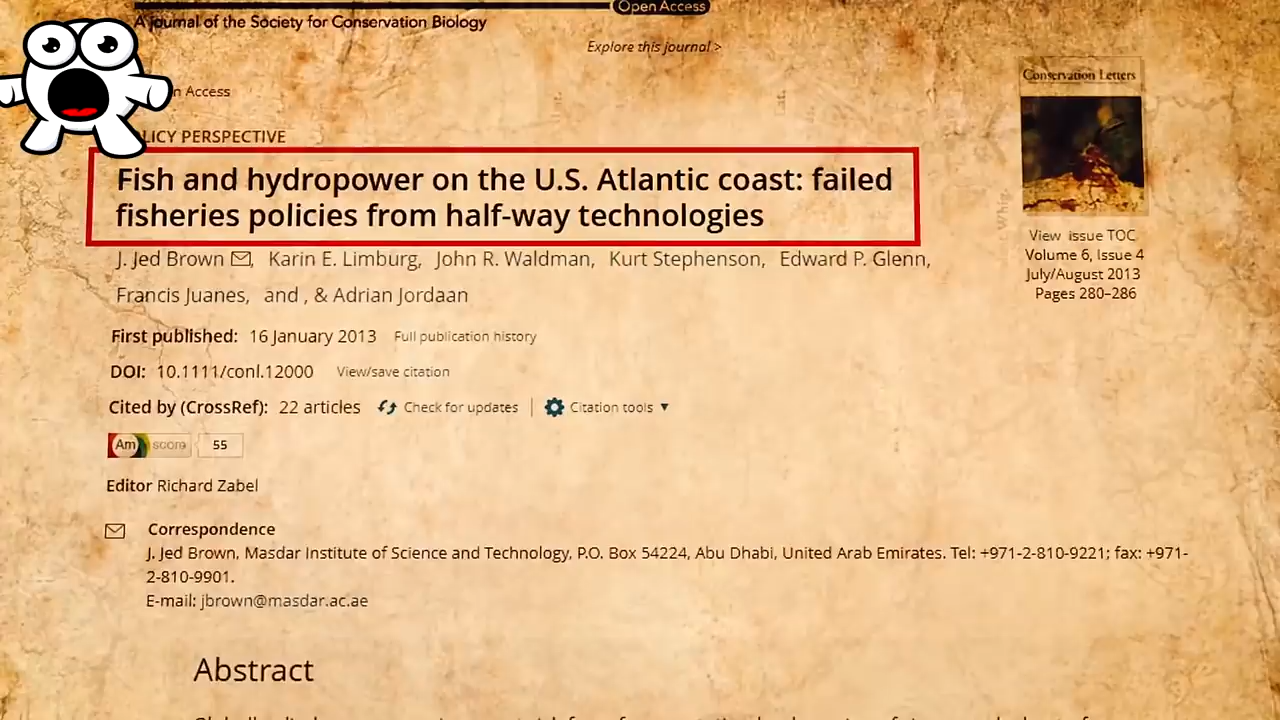 A Journal of the Society for Conservation Biology
Open Access
Explore this journal >
n Access
LICY PERSPECTIVE
Fish and hydropower on the U.S. Atlantic coast: failed
fisheries policies from half-way technologies
J. Jed Brown, Karin E. Limburg, John R. Waldman, Kurt Stephenson, Edward P. Glenn,
Francis Juanes, and , & Adrian Jordaan
First published: 16 January 2013 Full publication history
DOI: 10.1111/conl.12000 View/save citation
Cited by (CrossRef): 22 articles Check for updates | Citation tools ▼
Am score 55
Editor Richard Zabel
Correspondence
J. Jed Brown, Masdar Institute of Science and Technology, P.O. Box 54224, Abu Dhabi, United Arab Emirates. Tel: +971-2-810-9221; fax: +971-
2-810-9901.
E-mail: jbrown@masdar.ac.ae
Abstract
Conservation Letters
View issue TOC
Volume 6, Issue 4
July/August 2013
Pages 280–286